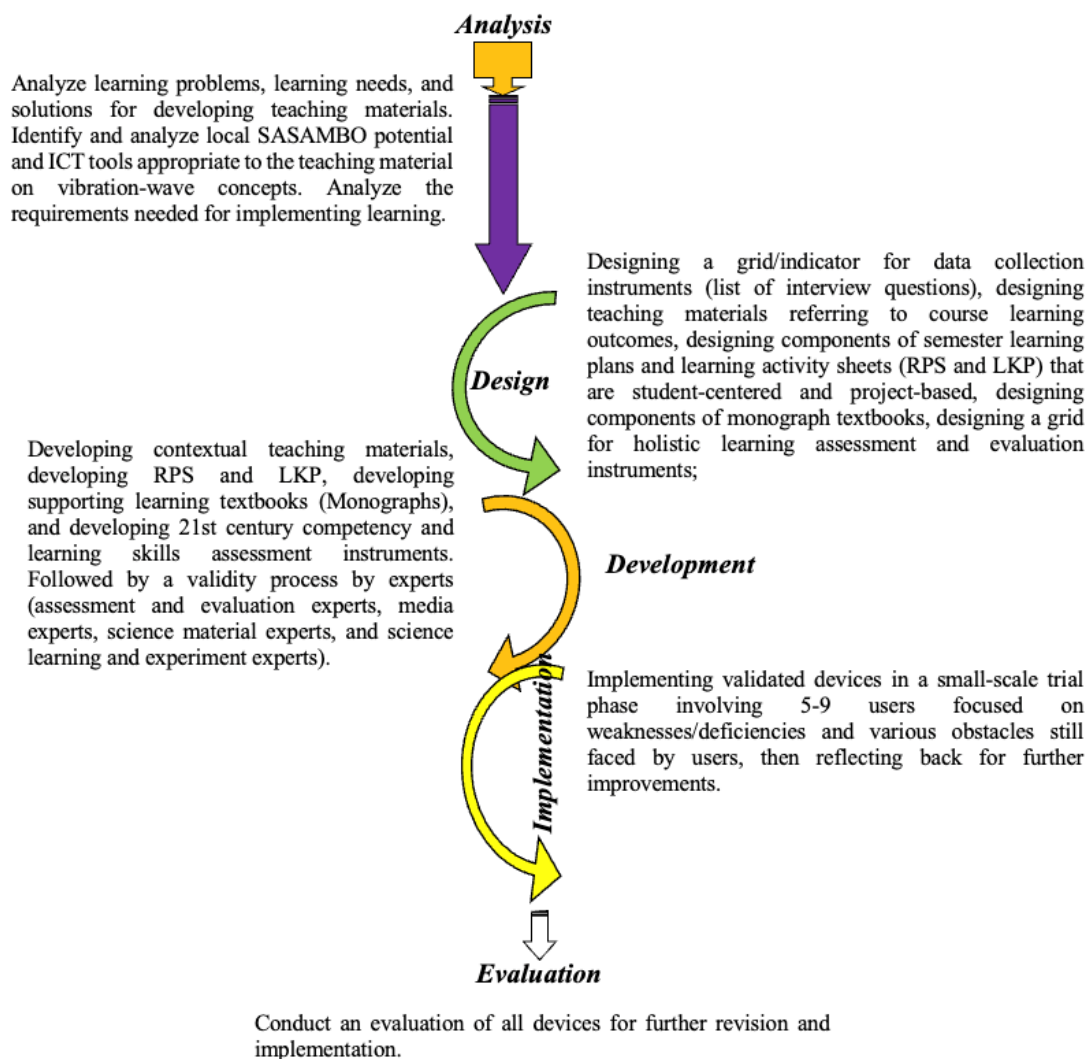 Analysis
Analyze learning problems, learning needs, and
solutions for developing teaching materials.
Identify and analyze local SASAMBO potential
and ICT tools appropriate to the teaching material
on vibration-wave concepts. Analyze the
requirements needed for implementing learning.
Designing a grid/indicator for data collection
instruments (list of interview questions), designing
teaching materials referring to course learning
outcomes, designing components of semester learning
plans and learning activity sheets (RPS and LKP) that
are student-centered and project-based, designing
components of monograph textbooks, designing a grid
for holistic learning assessment and evaluation
instruments;
Design
Developing contextual teaching materials,
developing RPS and LKP, developing
supporting learning textbooks (Monographs),
and developing 21st century competency and
learning skills assessment instruments.
Followed by a validity process by experts
(assessment and evaluation experts, media
experts, science material experts, and science
learning and experiment experts).
Development
Implementation
Implementing validated devices in a small-scale trial
phase involving 5-9 users focused on
weaknesses/deficiencies and various obstacles still
faced by users, then reflecting back for further
improvements.
Evaluation
Conduct an evaluation of all devices for further revision and
implementation.